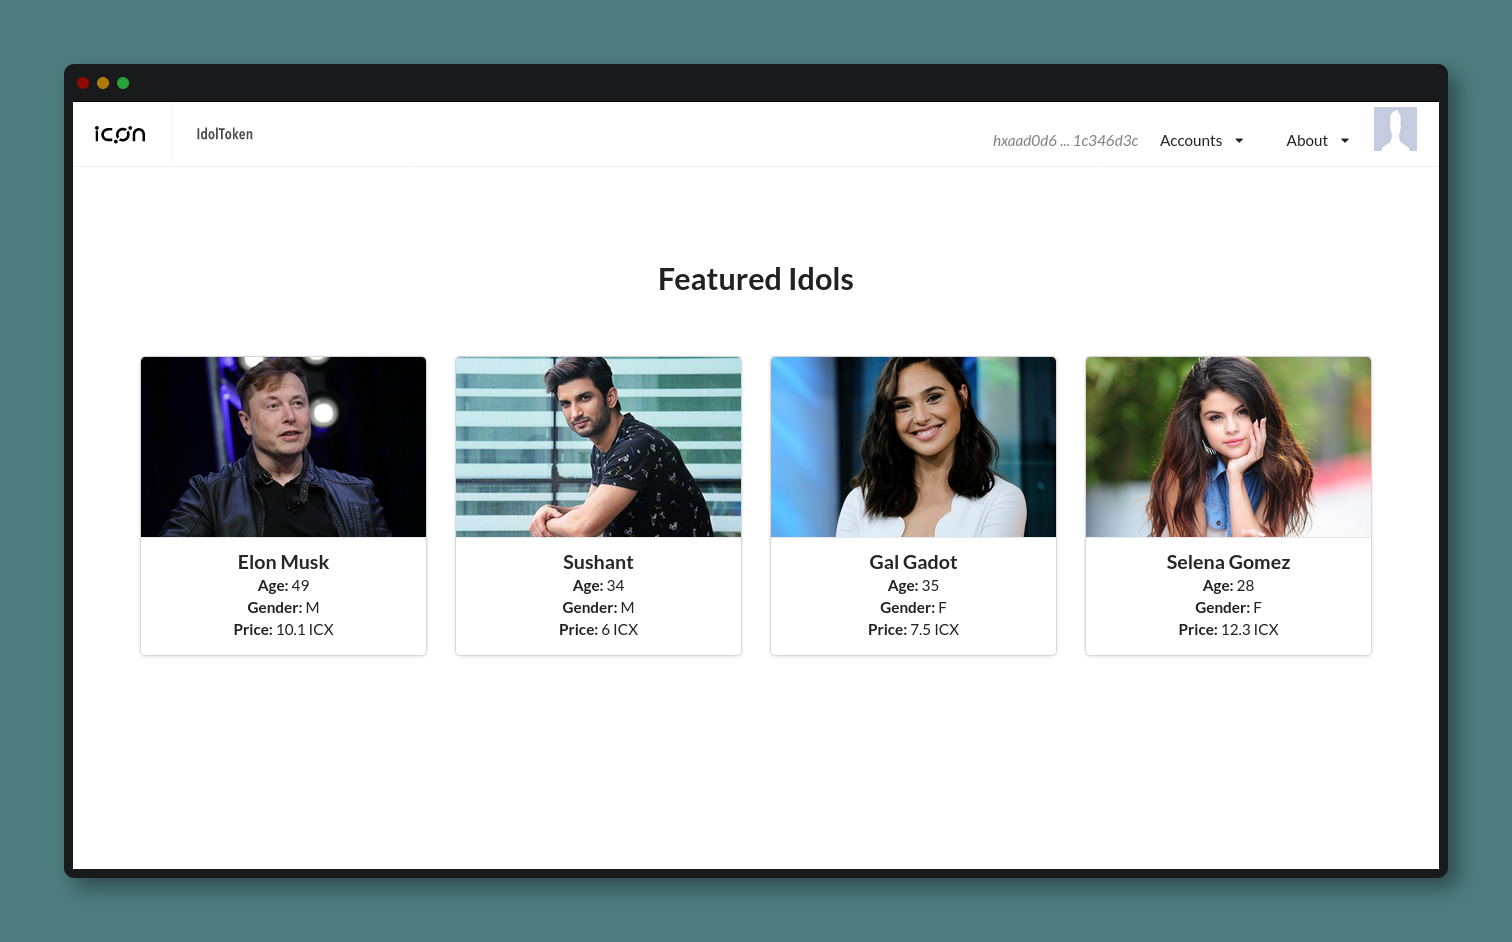 icon
IdolToken
hxaad0d6 ... 1c346d3c
Accounts
About
Featured Idols
Elon Musk
Age: 49
Gender: M
Price: 10.1 ICX
Sushant
Age: 34
Gender: M
Price: 6 ICX
Gal Gadot
Age: 35
Gender: F
Price: 7.5 ICX
Selena Gomez
Age: 28
Gender: F
Price: 12.3 ICX